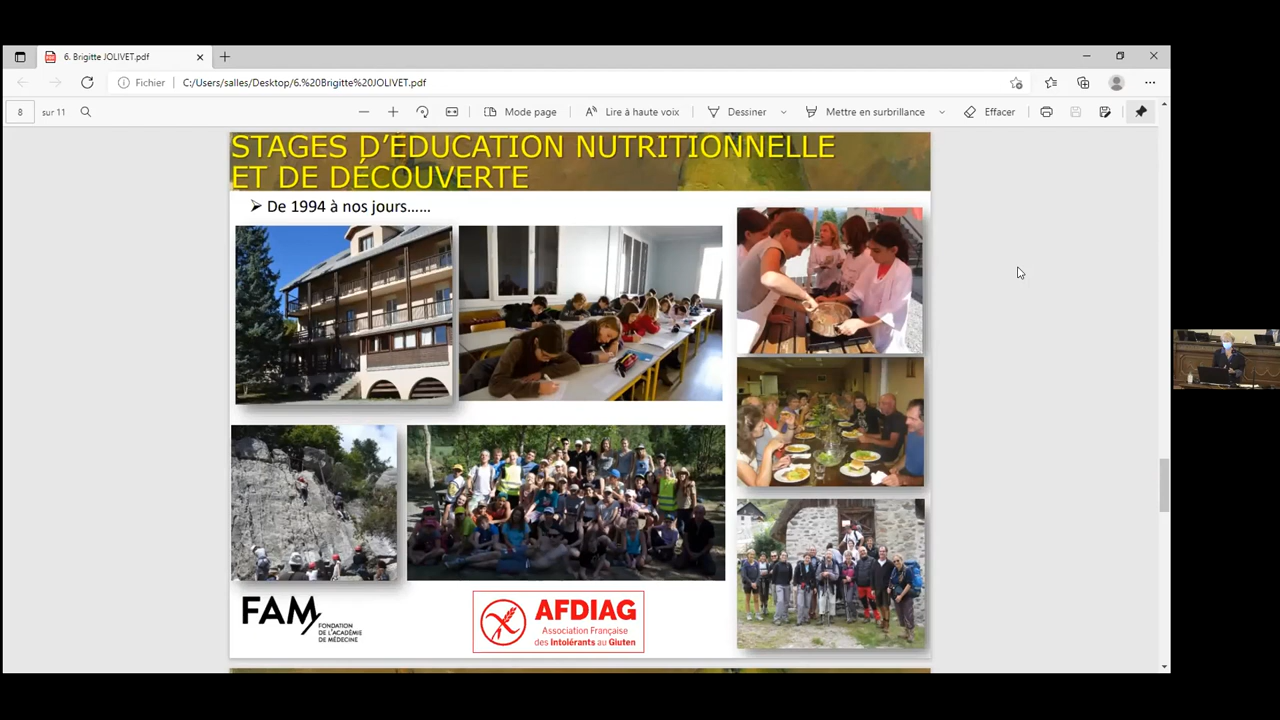 6. Brigitte JOLIVET.pdf
Fichier
C:/Users/salles/Desktop/6.%20Brigitte%20JOLIVET.pdf
8
sur 11
Mode page
Lire à haute voix
Dessiner
Mettre en surbrillance
Effacer
STAGES D’ÉDUCATION NUTRITIONNELLE
ET DE DÉCOUVERTE
➢ De 1994 à nos jours……
FAM
FONDATION
DE L'ACADÉMIE
DE MÉDECINE
AFDIAG
Association Française
des Intolérants au Gluten